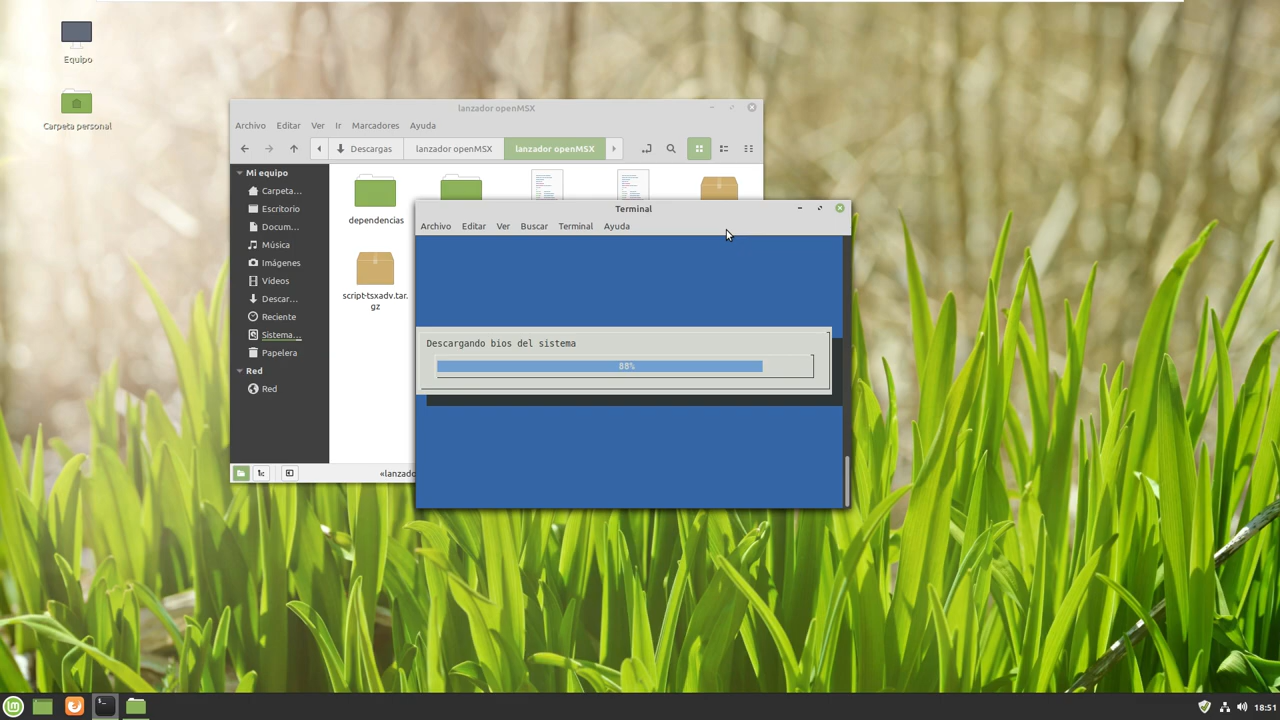 Equipo
Carpeta personal
lanzador openMSX
Archivo Editar Ver Ir Marcadores Ayuda
Descargas lanzador openMSX lanzador openMSX
Mi equipo
Carpeta...
Escritorio
Docum...
Música
Imágenes
Vídeos
Descar...
Reciente
Sistema...
Papelera
Red
Red
dependencias
script-tsxadv.tar.
gz
«lanzado
Terminal
Archivo Editar Ver Buscar Terminal Ayuda
Descargando bios del sistema
88%
18:51